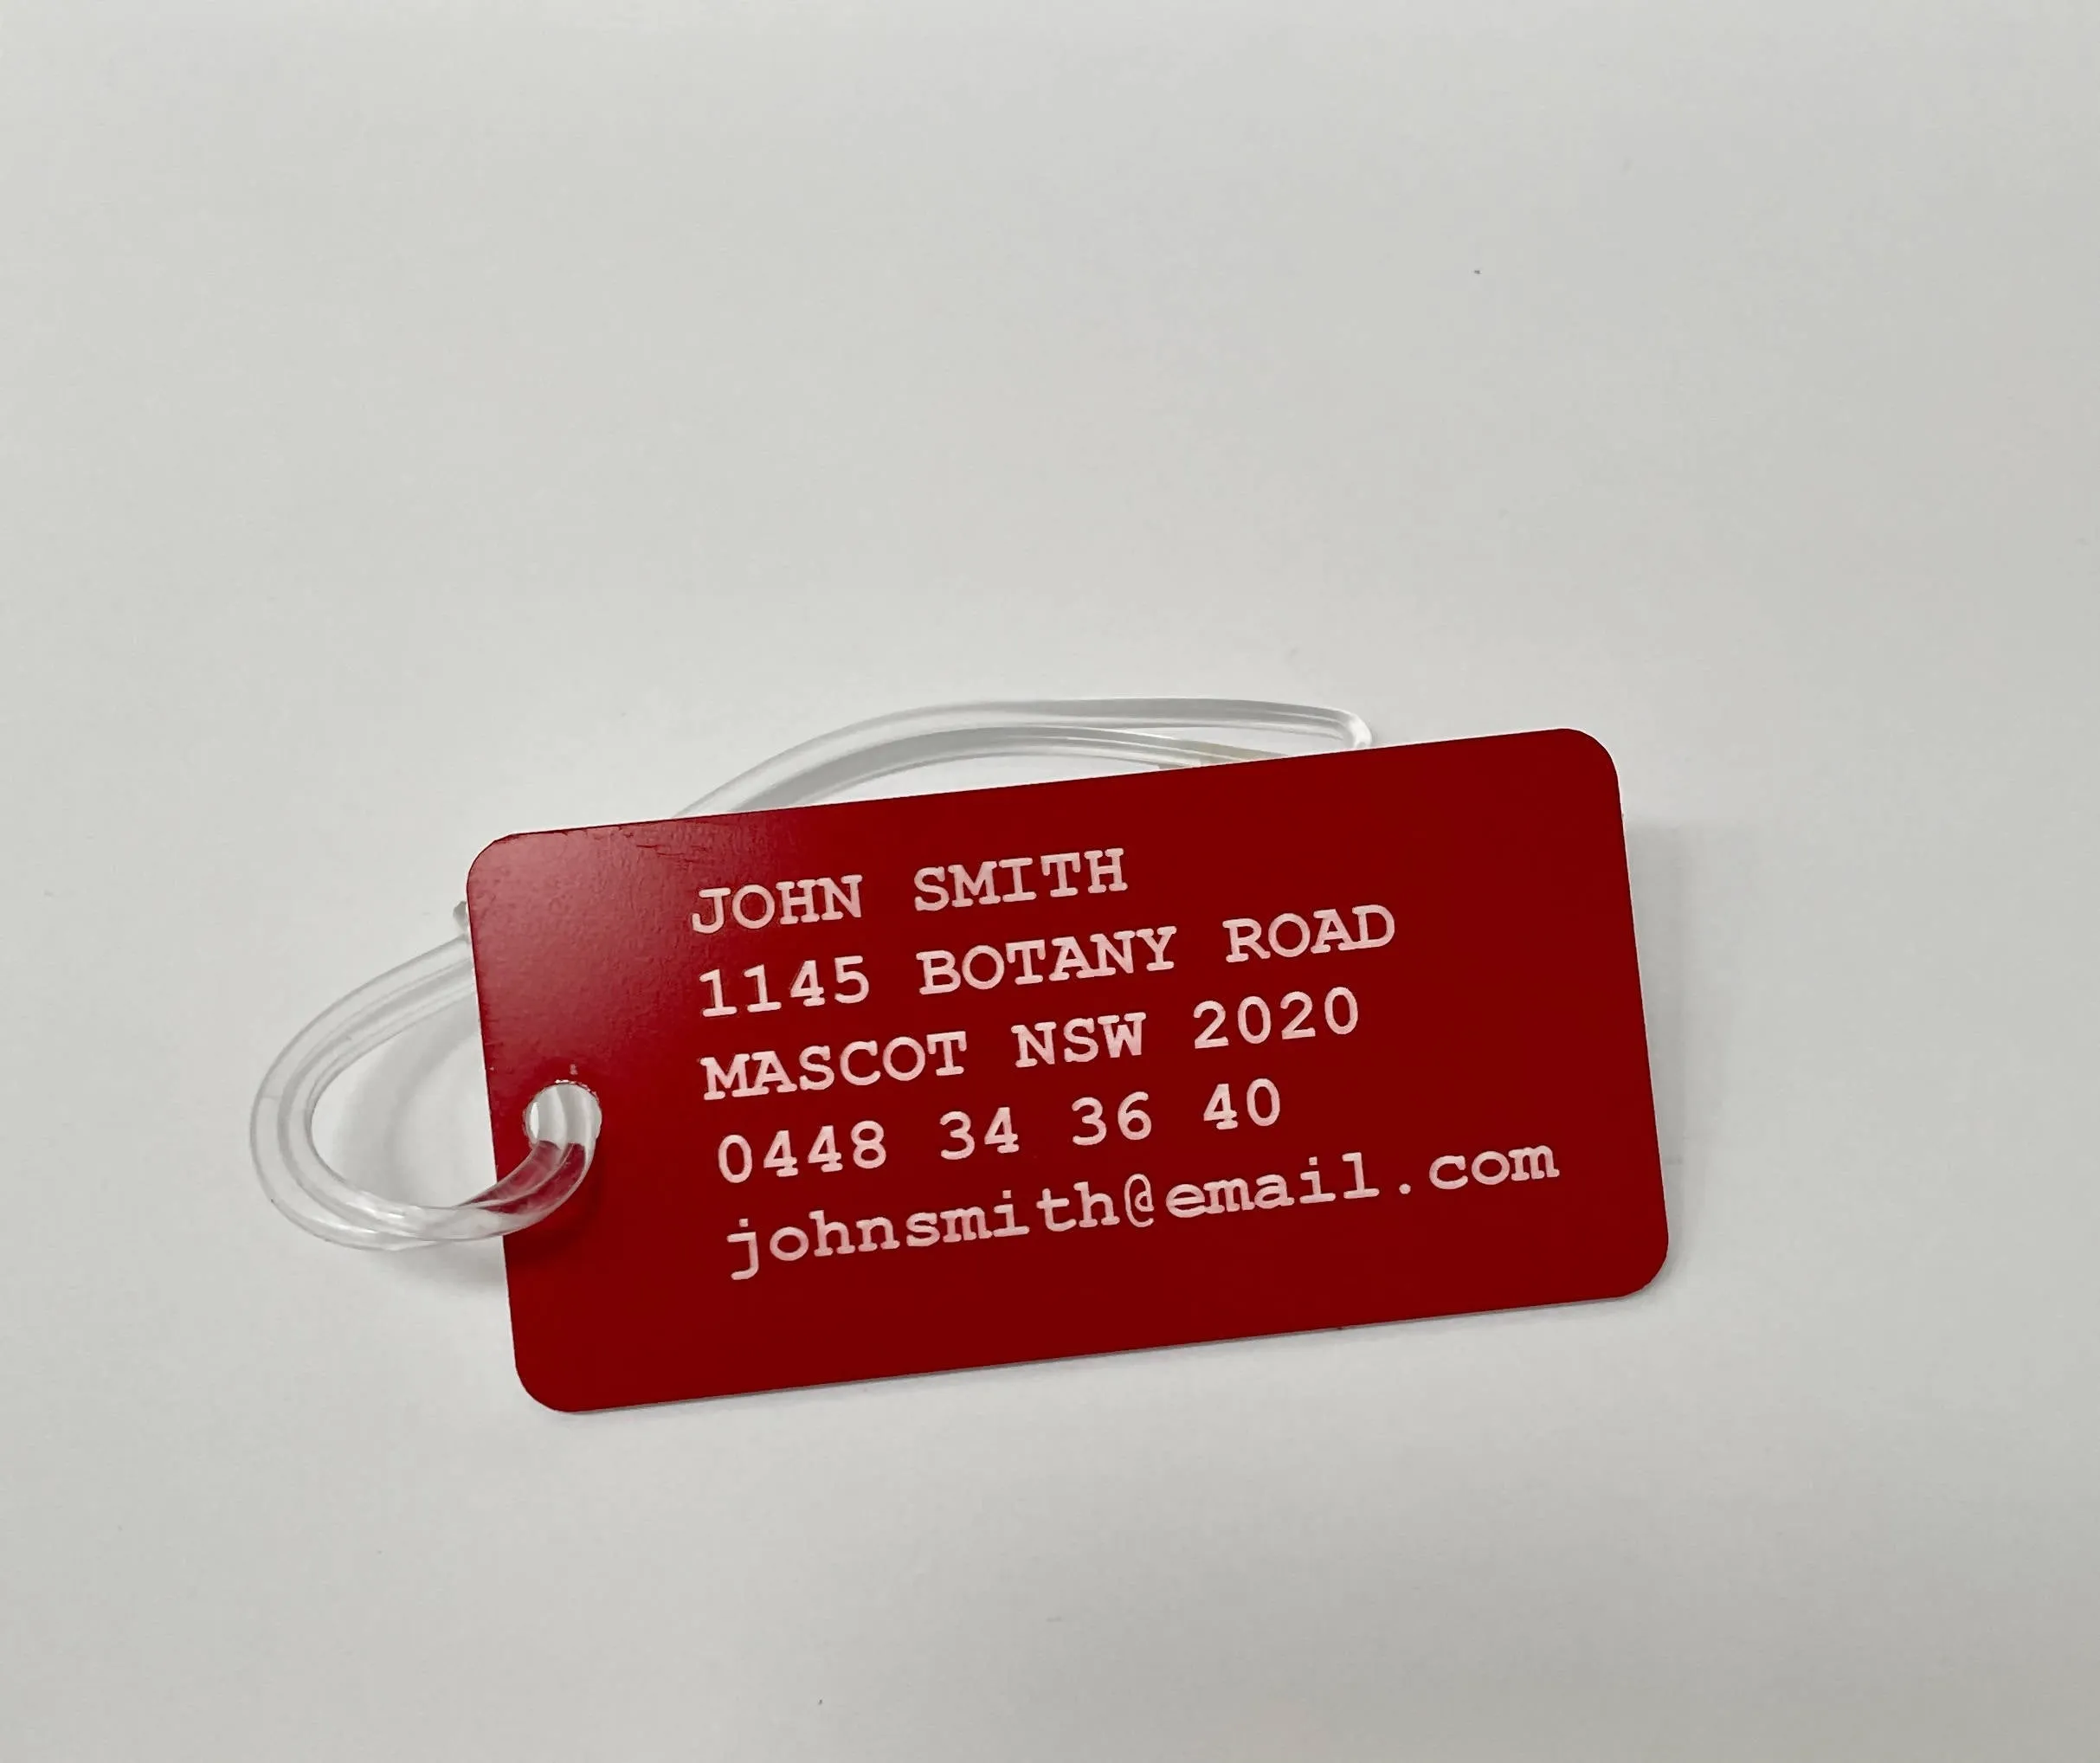 JOHN SMITH
1145 BOTANY ROAD
MASCOT NSW 2020
0448 34 36 40
johnsmith@email.com